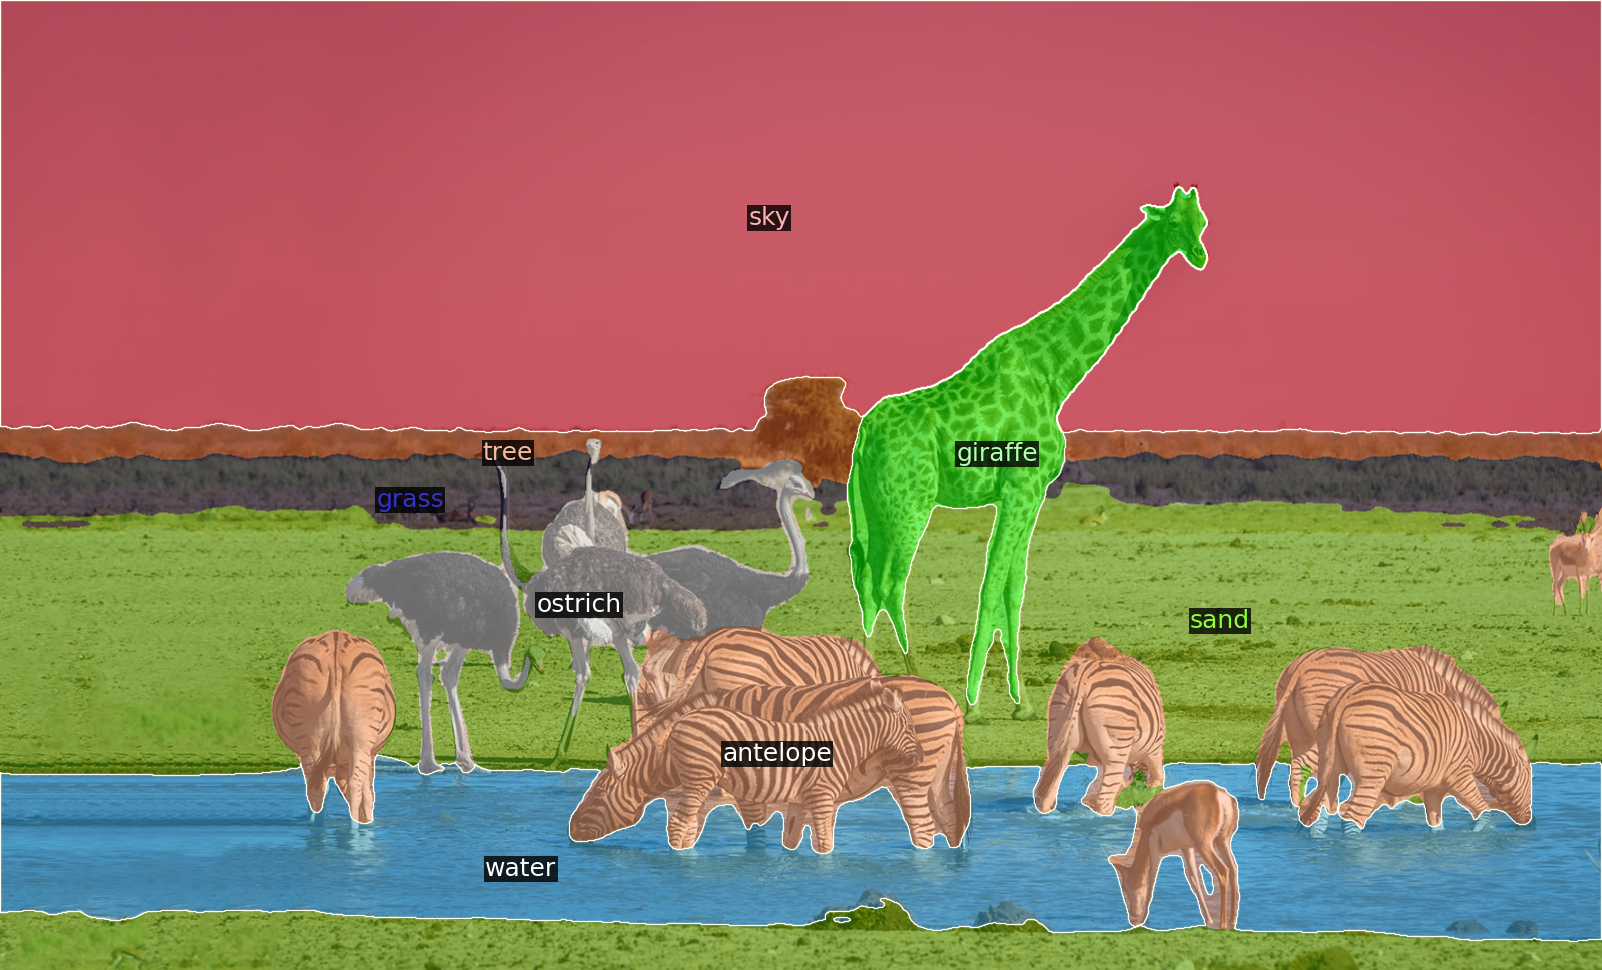 sky
tree
giraffe
grass
ostrich
sand
antelope
water